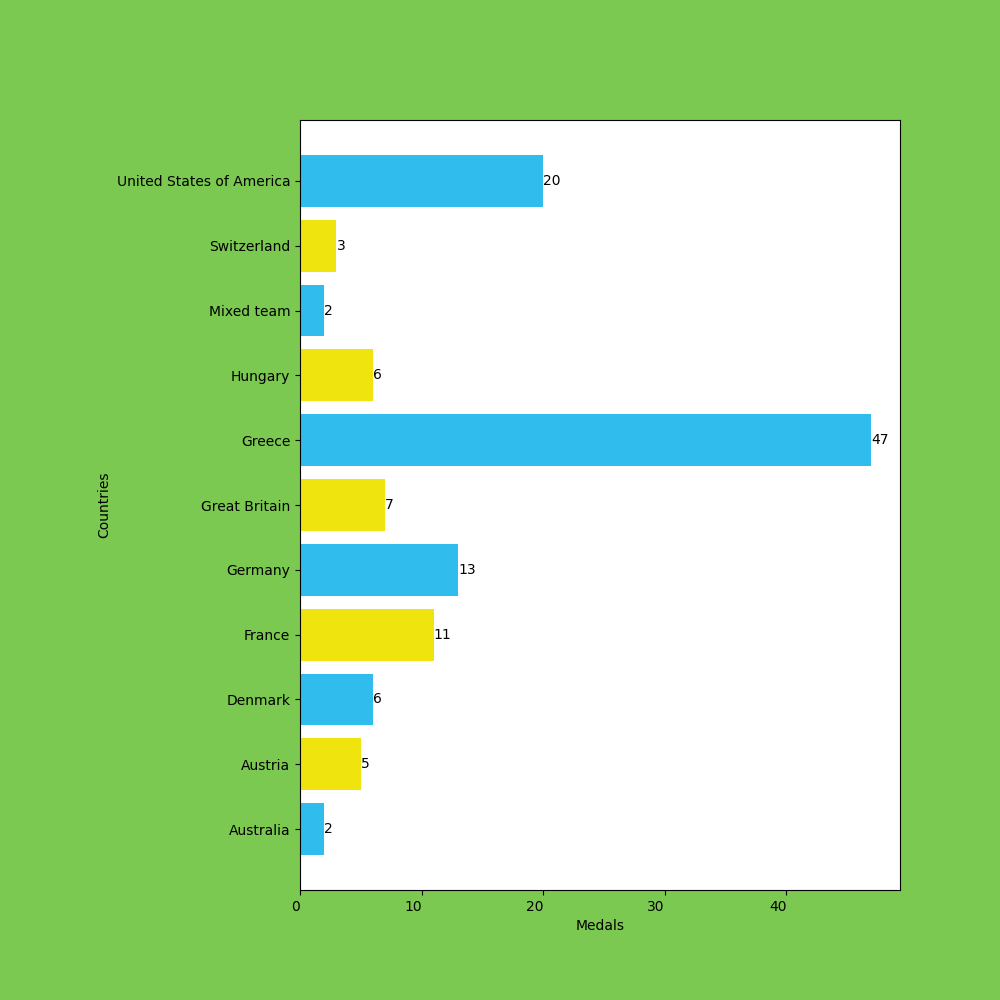 United States of America 20
Switzerland 3
Mixed team 2
Hungary 6
Greece 47
Countries
Great Britain 7
Germany 13
France 11
Denmark 6
Austria 5
Australia 2
0 10 20 30 40
Medals